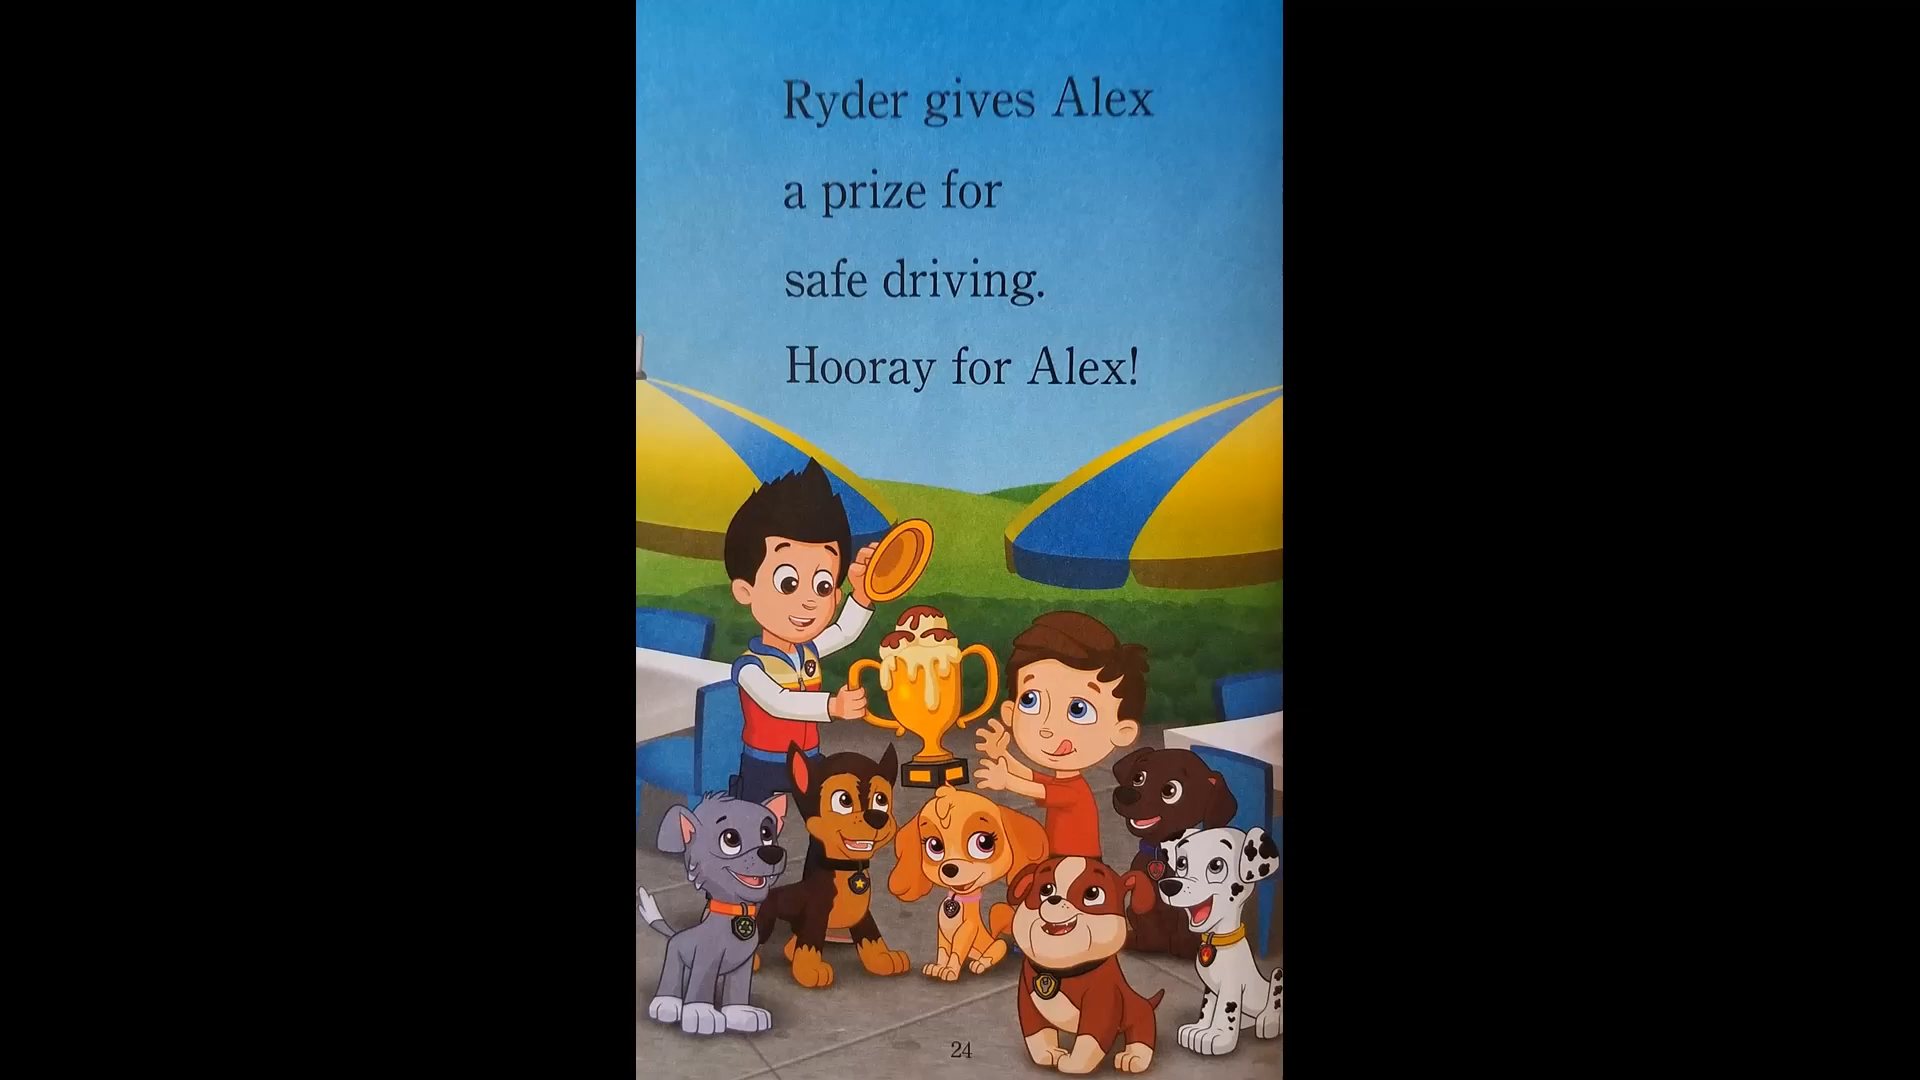 Ryder gives Alex
a prize for
safe driving.
Hooray for Alex!
24